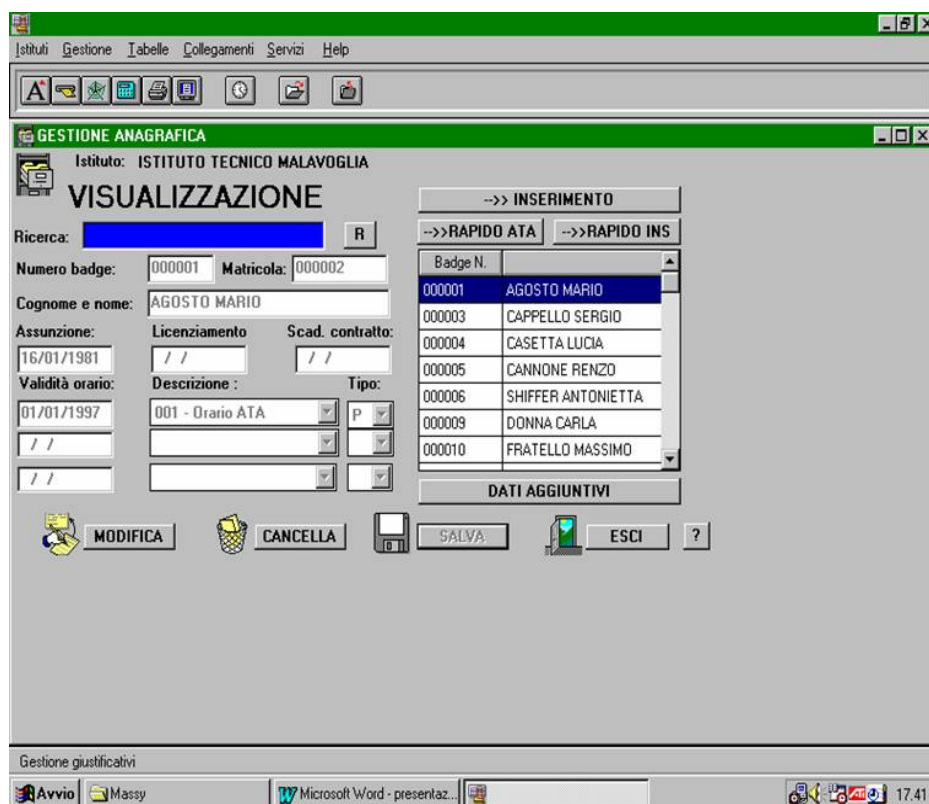 Istituti Gestione Tabelle Collegamenti Servizi Help
GESTIONE ANAGRAFICA
Istituto: ISTITUTO TECNICO MALAVOGLIA
VISUALIZZAZIONE
-->> INSERIMENTO
Ricerca: R
-->>RAPIDO ATA -->>RAPIDO INS
Numero badge: 000001 Matricola: 000002
Cognome e nome: AGOSTO MARIO
Assunzione: Licenziamento Scad. contratto:
16/01/1981 / / / /
Validità orario: Descrizione : Tipo:
01/01/1997 001 - Orario ATA P
/ /
/ /
Badge N.
000001 AGOSTO MARIO
000003 CAPPELLO SERGIO
000004 CASETTA LUCIA
000005 CANNONE RENZO
000006 SHIFFER ANTONIETTA
000009 DONNA CARLA
000010 FRATELLO MASSIMO
DATI AGGIUNTIVI
MODIFICA CANCELLA SALVA ESCI ?
Gestione giustificativi
Avvio Massy Microsoft Word - presentaz... 17.41